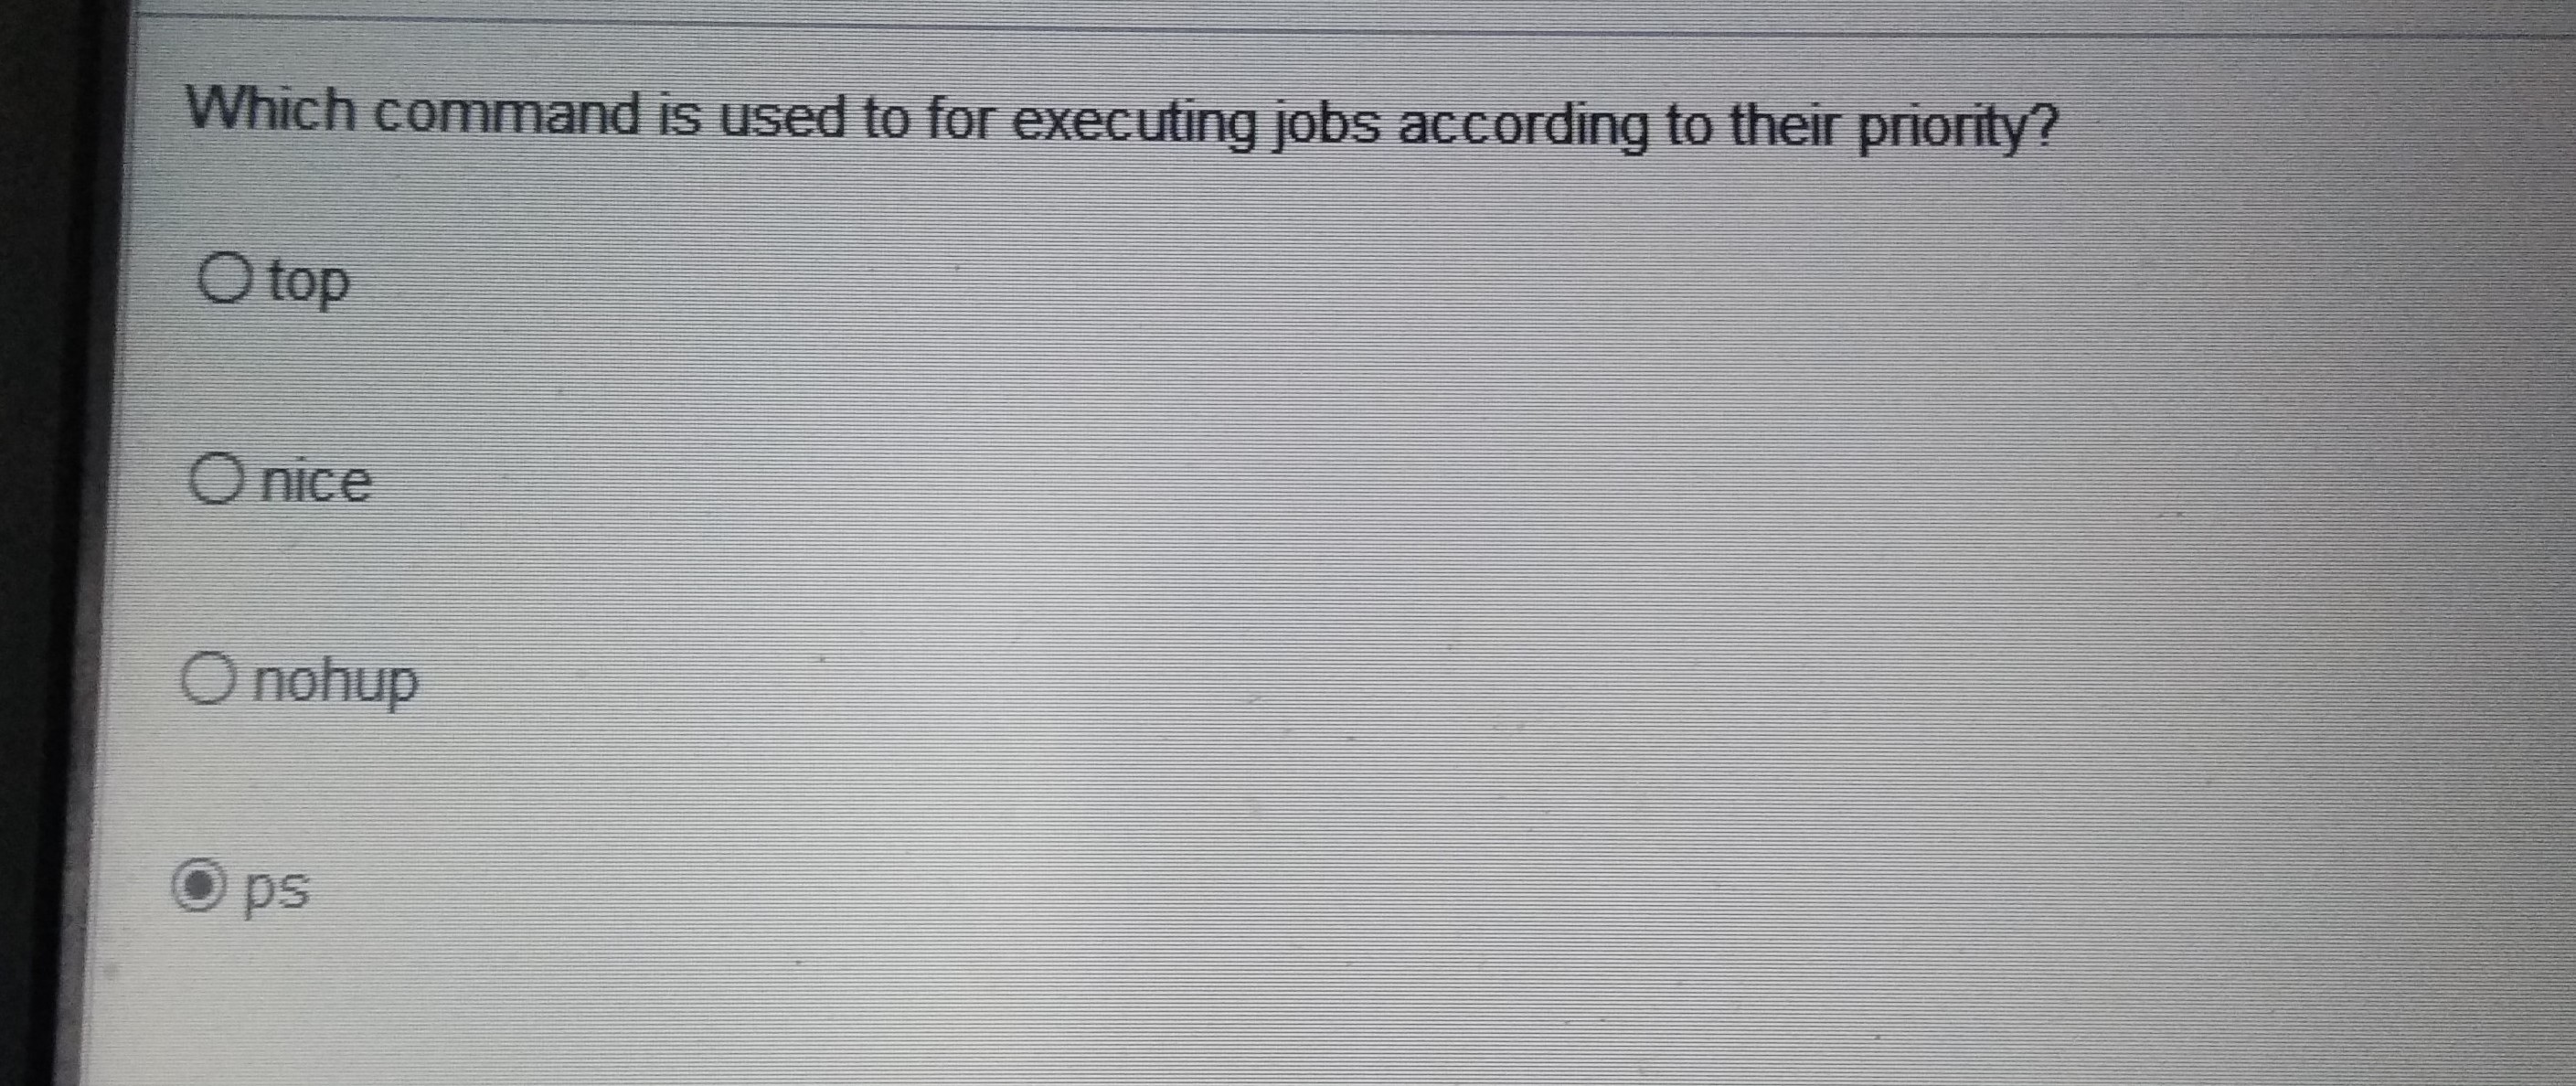 Which command is used to for executing jobs according to their priority?
top
nice
nohup
ps